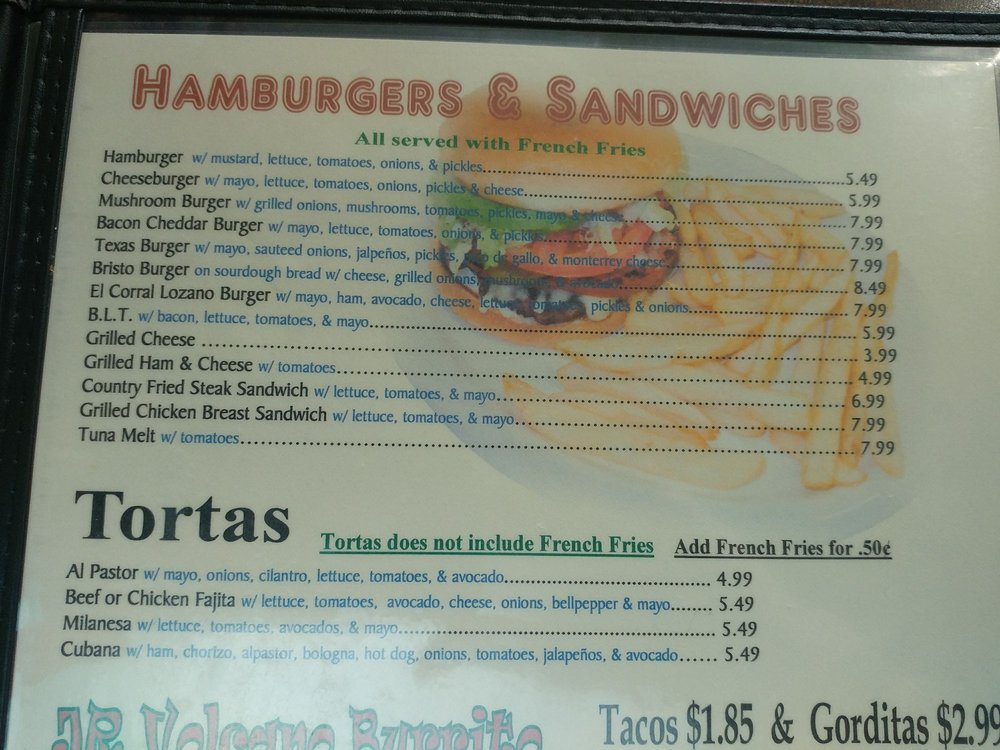 HAMBURGERS & SANDWICHES
All served with French Fries
Hamburger w/ mustard, lettuce, tomatoes, onions, & pickles..........5.49
Cheeseburger w/ mayo, lettuce, tomatoes, onions, pickles & cheese..........5.99
Mushroom Burger w/ grilled onions, mushrooms, tomatoes, pickles, mayo & cheese..........7.99
Bacon Cheddar Burger w/ mayo, lettuce, tomatoes, onions, & pickles..........7.99
Texas Burger w/ mayo, sauteed onions, jalpeños, pickles, pico de gallo, & monterrey cheese..........7.99
Bristo Burger on sourdough bread w/ cheese, grilled onions, mushrooms, & avocado..........8.49
El Corral Lozano Burger w/ mayo, ham, avocado, cheese, lettuce, tomatoes, pickles & onions..........7.99
B.L.T. w/ bacon, lettuce, tomatoes, & mayo..........5.99
Grilled Cheese ..........3.99
Grilled Ham & Cheese w/ tomatoes..........4.99
Country Fried Steak Sandwich w/ lettuce, tomatoes, & mayo..........6.99
Grilled Chicken Breast Sandwich w/ lettuce, tomatoes, & mayo..........7.99
Tuna Melt w/ tomatoes..........7.99
Tortas Tortas does not include French Fries Add French Fries for .50¢
Al Pastor w/ mayo, onions, cilantro, lettuce, tomatoes, & avocado..........4.99
Beef or Chicken Fajita w/ lettuce, tomatoes, avocado, cheese, onions, bellpepper & mayo........ 5.49
Milanesa w/ lettuce, tomatoes, avocados, & mayo.......... 5.49
Cubana w/ ham, chorizo, alpastor, bologna, hot dog, onions, tomatoes, jalapeños, & avocado...... 5.49
JR Volcano Burrito Tacos $1.85 & Gorditas $2.99